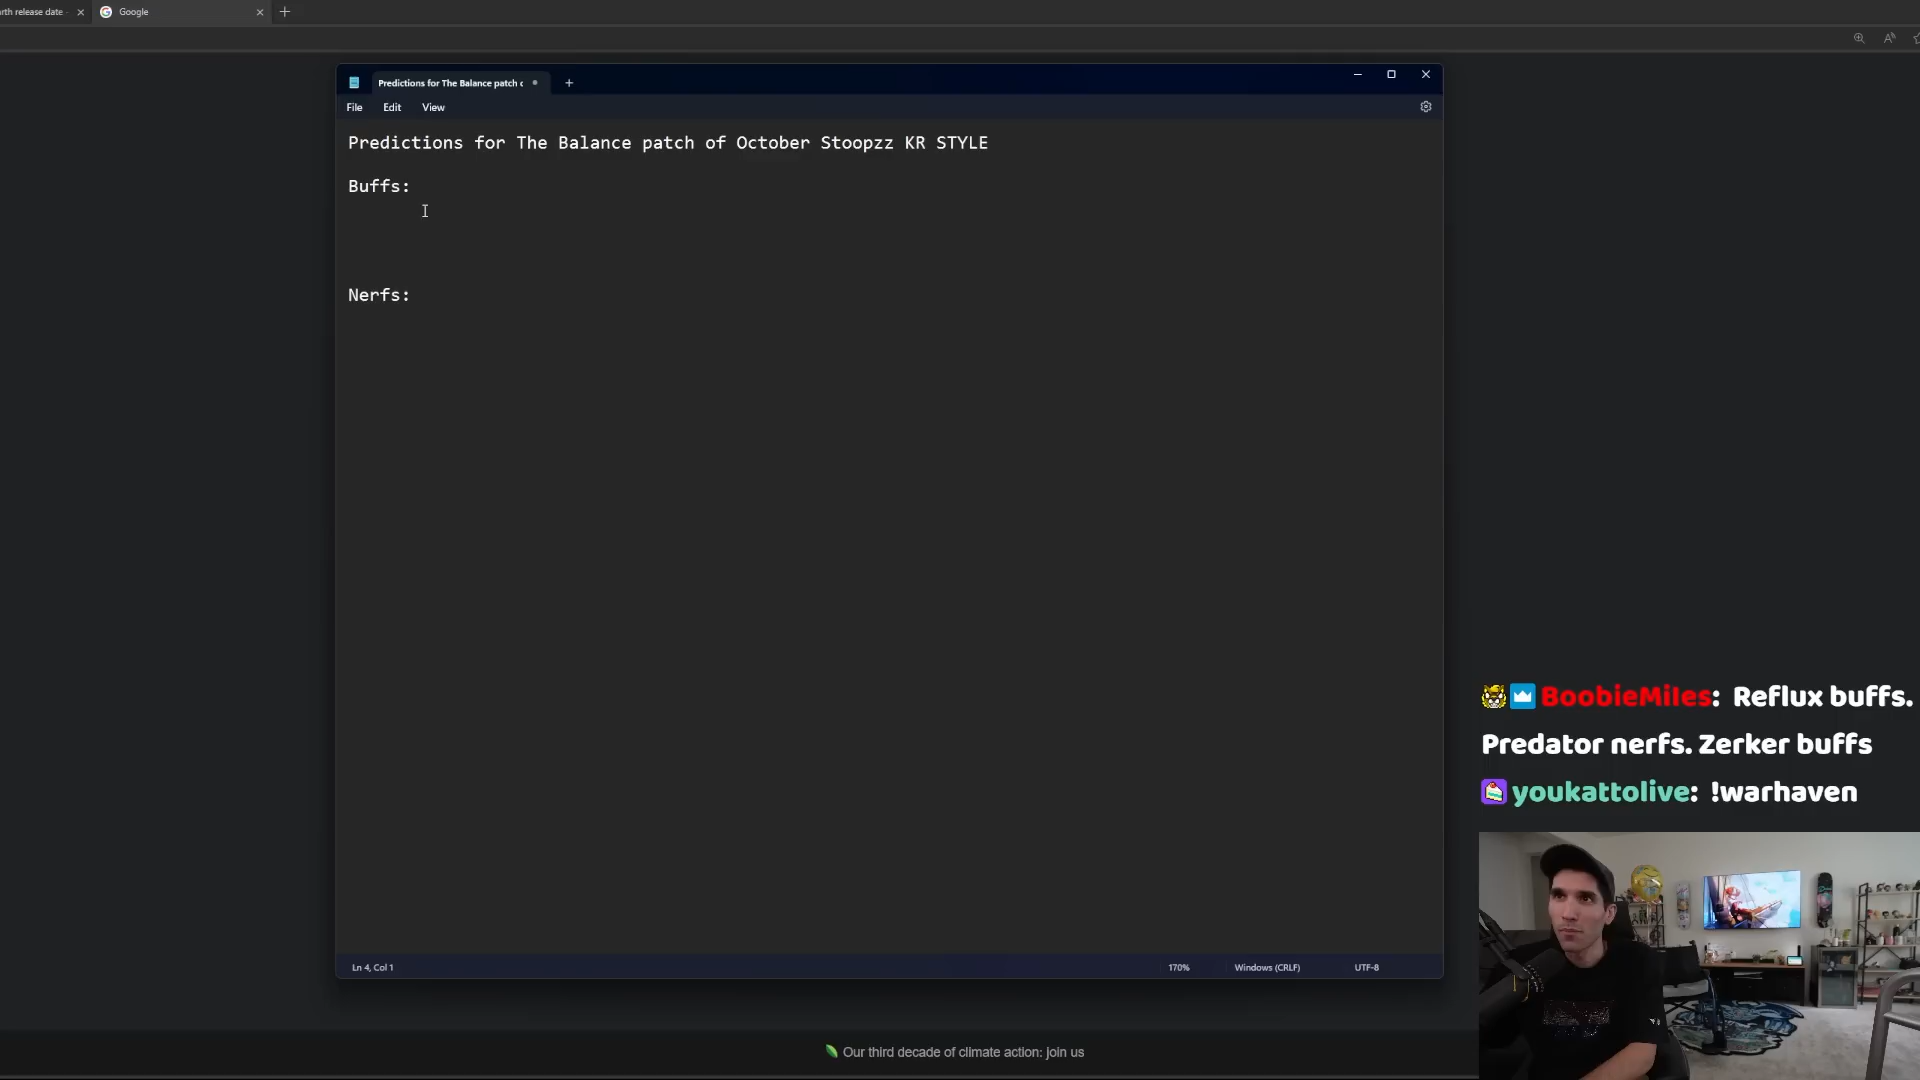 rth release date
Google
Predictions for The Balance patch c
File Edit View
Predictions for The Balance patch of October Stoopzz KR STYLE
Buffs:
Nerfs:
BoobieMiles: Reflux buffs.
Predator nerfs. Zerker buffs
youkattolive: !warhaven
Ln 4, Col 1
170%
Windows (CRLF)
UTF-8
Our third decade of climate action: join us